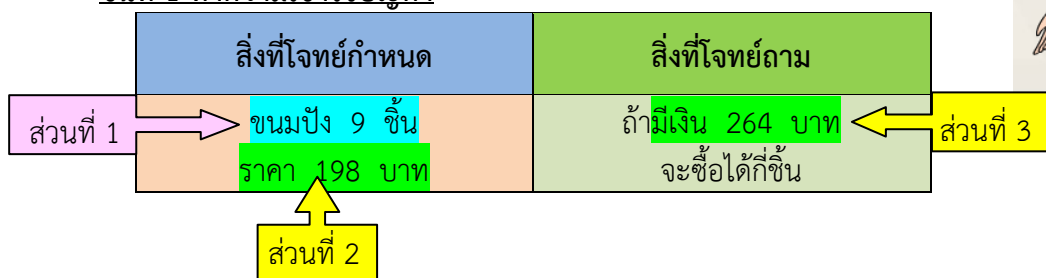 สิ่งที่โจทย์กำหนด
สิ่งที่โจทย์ถาม
ส่วนที่ 1
ขนมปัง 9 ชิ้น
ราคา 198 บาท
ถ้ามีเงิน 264 บาท
จะซื้อได้กี่ชิ้น
ส่วนที่ 3
ส่วนที่ 2